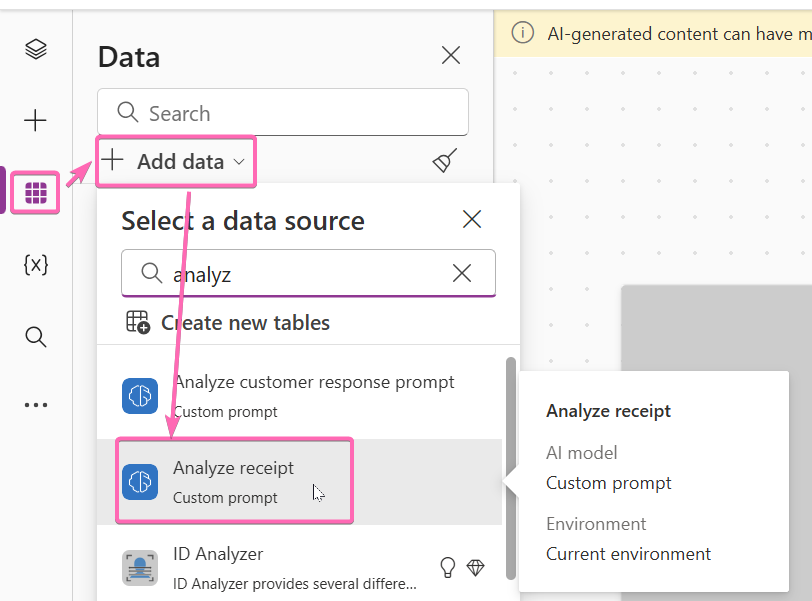 AI-generated content can have m
Data
Search
Add data
Select a data source
analyz
Create new tables
Analyze customer response prompt
Custom prompt
Analyze receipt
Custom prompt
ID Analyzer
ID Analyzer provides several differe...
Analyze receipt
AI model
Custom prompt
Environment
Current environment